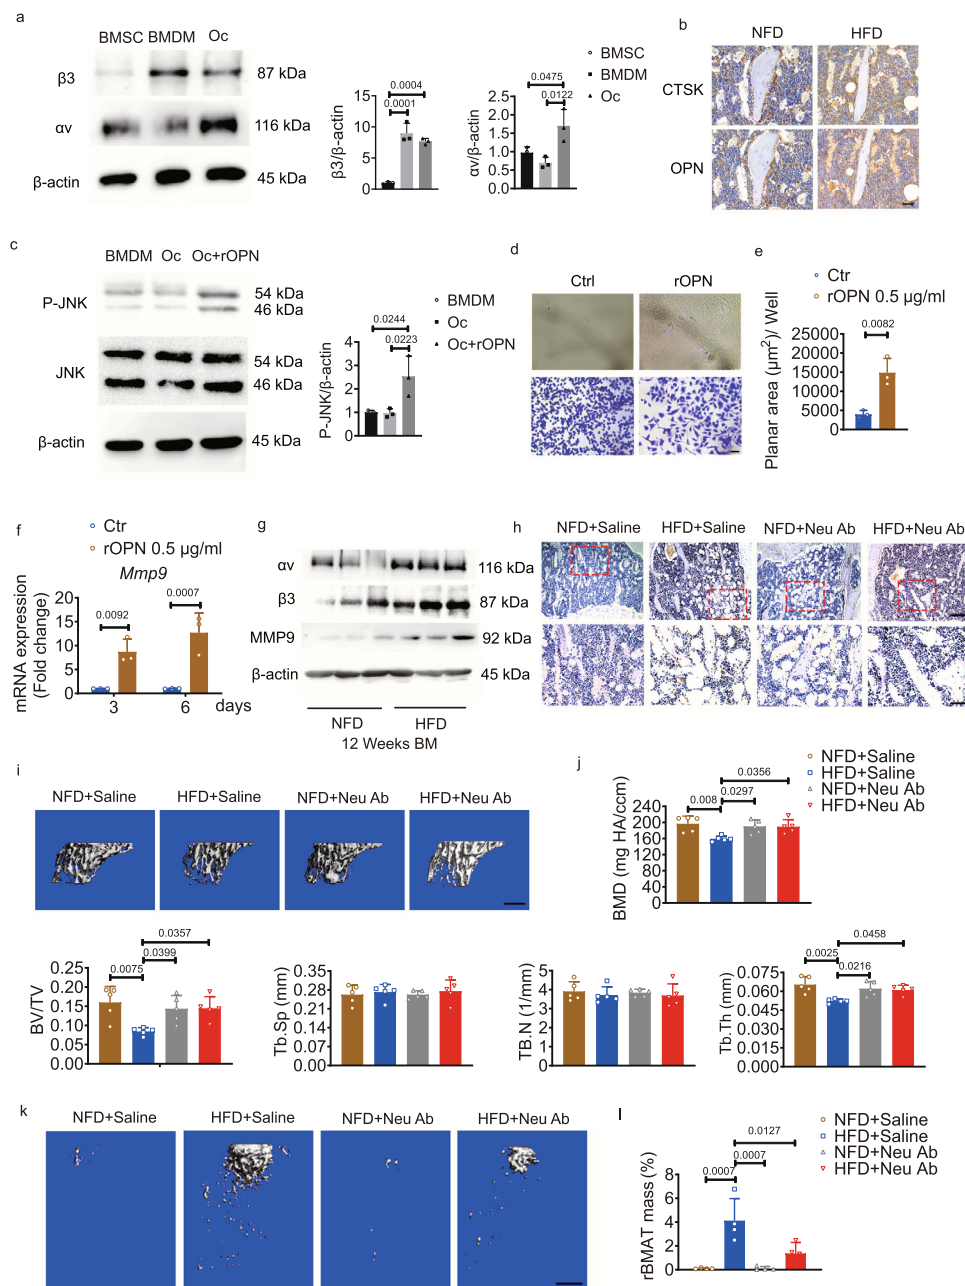 a
BMSC BMDM Oc
β3 87 kDa
αv 116 kDa
β-actin 45 kDa
0.0004
0.0001
β3/β-actin
15
10
5
0
0.0475
0.0122
αv/β-actin
2.5
2.0
1.5
1.0
0.5
0.0
BMSC
BMDM
Oc
b
NFD HFD
CTSK
OPN
c
BMDM Oc Oc+rOPN
P-JNK 54 kDa
46 kDa
JNK 54 kDa
46 kDa
β-actin 45 kDa
0.0244
0.0223
P-JNK/β-actin
4
3
2
1
0
BMDM
Oc
Oc+rOPN
d
Ctrl rOPN
e
Ctr
rOPN 0.5 μg/ml
0.0082
Planar area (μm²)/ Well
25000
20000
15000
10000
5000
0
f
Ctr
rOPN 0.5 μg/ml
Mmp9
0.0092
0.0007
mRNA expression
(Fold change)
20
15
10
5
0
3 6 days
g
αv 116 kDa
β3 87 kDa
MMP9 92 kDa
β-actin 45 kDa
NFD HFD
12 Weeks BM
h
NFD+Saline HFD+Saline NFD+Neu Ab HFD+Neu Ab
i
NFD+Saline HFD+Saline NFD+Neu Ab HFD+Neu Ab
j
NFD+Saline
HFD+Saline
NFD+Neu Ab
HFD+Neu Ab
0.0356
0.008
0.0297
BMD (mg HA/ccm)
240
200
160
120
80
40
0
0.0357
0.0399
0.0075
BV/TV
0.25
0.20
0.15
0.10
0.05
0.00
Tb.Sp (mm)
0.35
0.28
0.21
0.14
0.07
0.00
TB.N (1/mm)
5
4
3
2
1
0
0.0458
0.0025
0.0216
Tb.Th (mm)
0.075
0.060
0.045
0.030
0.015
0.000
k
NFD+Saline HFD+Saline NFD+Neu Ab HFD+Neu Ab
l
NFD+Saline
HFD+Saline
NFD+Neu Ab
HFD+Neu Ab
0.0127
0.0007
0.0007
rBMAT mass (%)
8
6
4
2
0